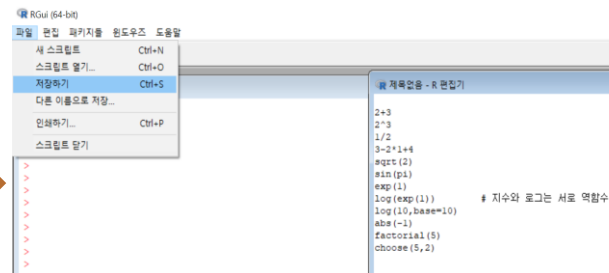 RGui (64-bit)
파일 편집 패키지들 윈도우즈 도움말
새 스크립트 Ctrl+N
스크립트 열기... Ctrl+O
저장하기 Ctrl+S
다른 이름으로 저장...
인쇄하기... Ctrl+P
스크립트 닫기
>
>
>
>
>
>
>
>
>
제목없음 - R 편집기
2+3
2^3
1/2
3-2*1+4
sqrt(2)
sin(pi)
exp(1)
log(exp(1)) # 지수와 로그는 서로 역함수
log(10,base=10)
abs(-1)
factorial(5)
choose(5,2)